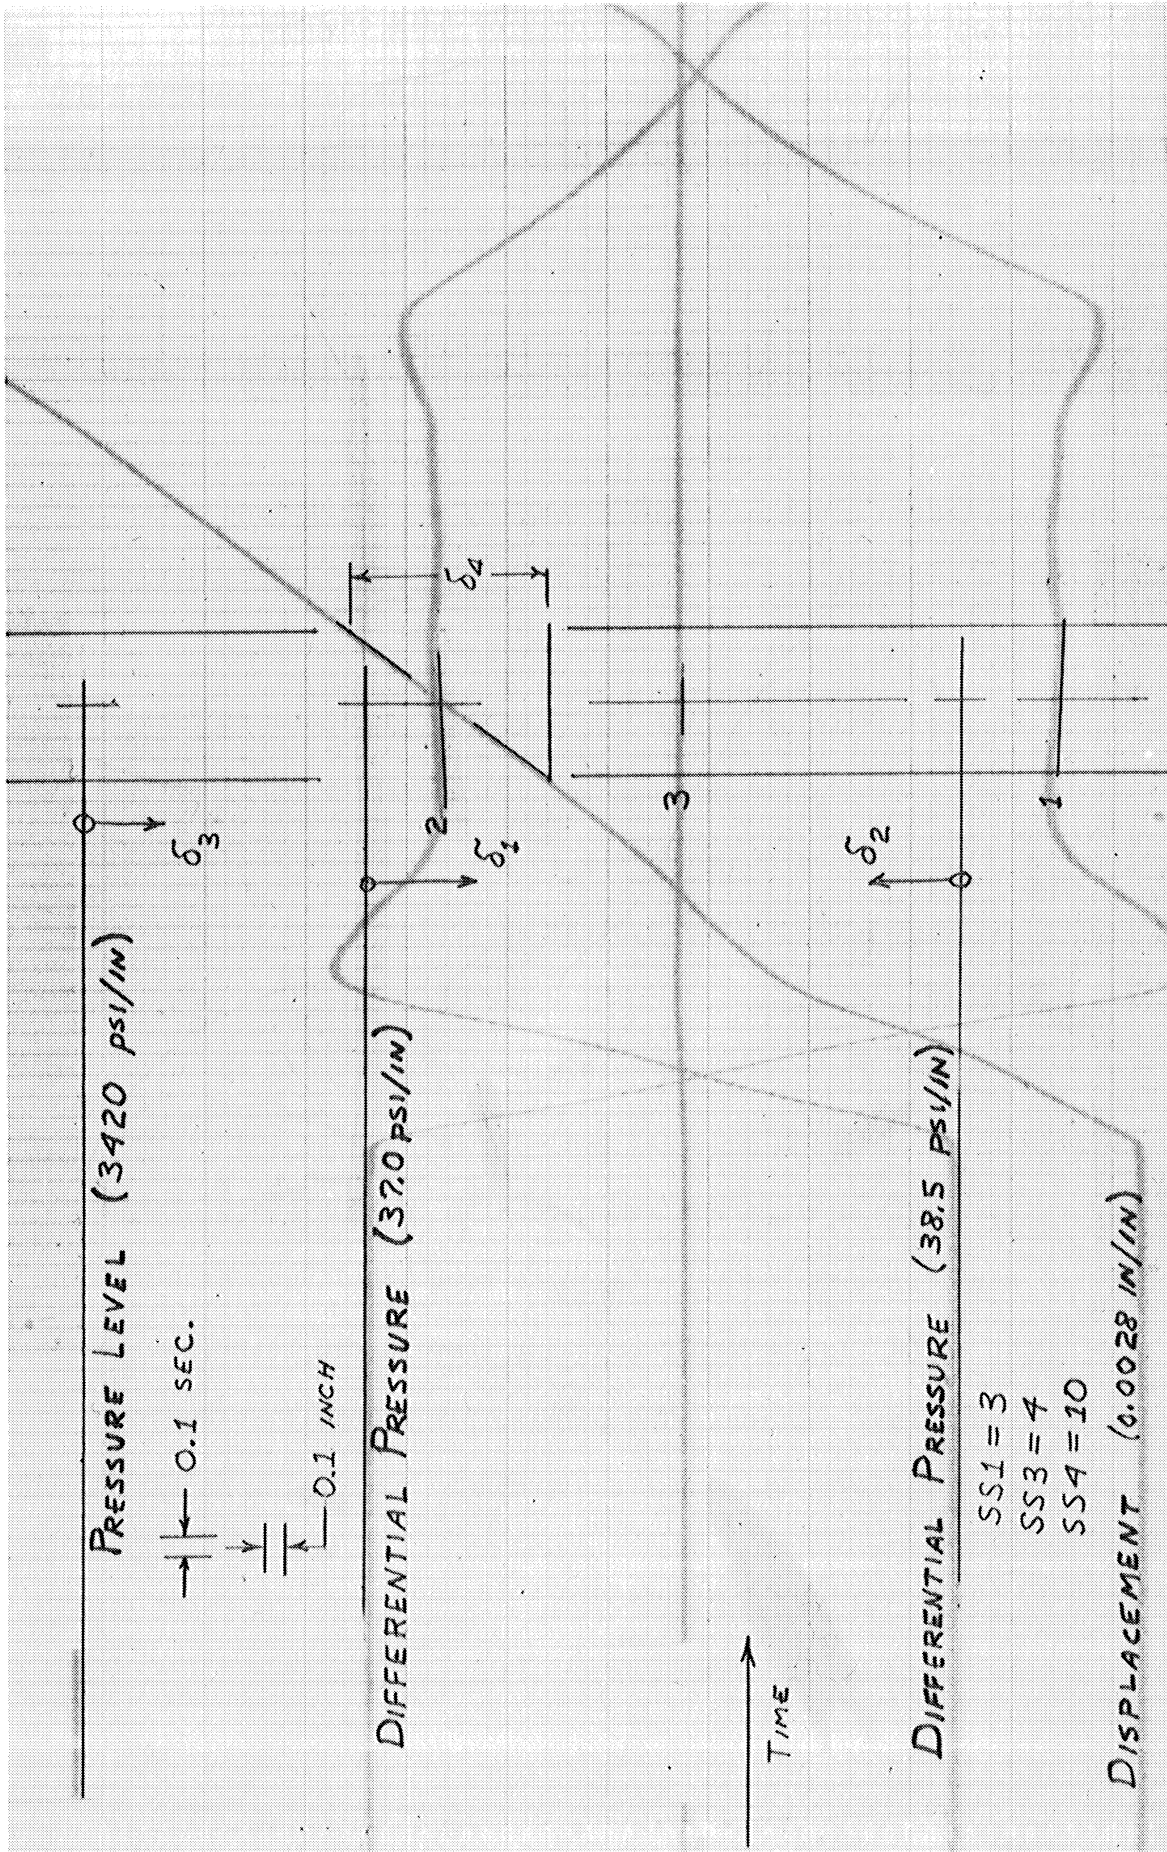 PRESSURE LEVEL (3420 PSI/IN)
0.1 SEC.
0.1 INCH
δ3
DIFFERENTIAL PRESSURE (37.0 PSI/IN)
δ1
2
δ4
3
TIME
δ2
DIFFERENTIAL PRESSURE (38.5 PSI/IN)
SS1 = 3
SS3 = 4
SS4 = 10
1
DISPLACEMENT (0.0028 IN/IN)